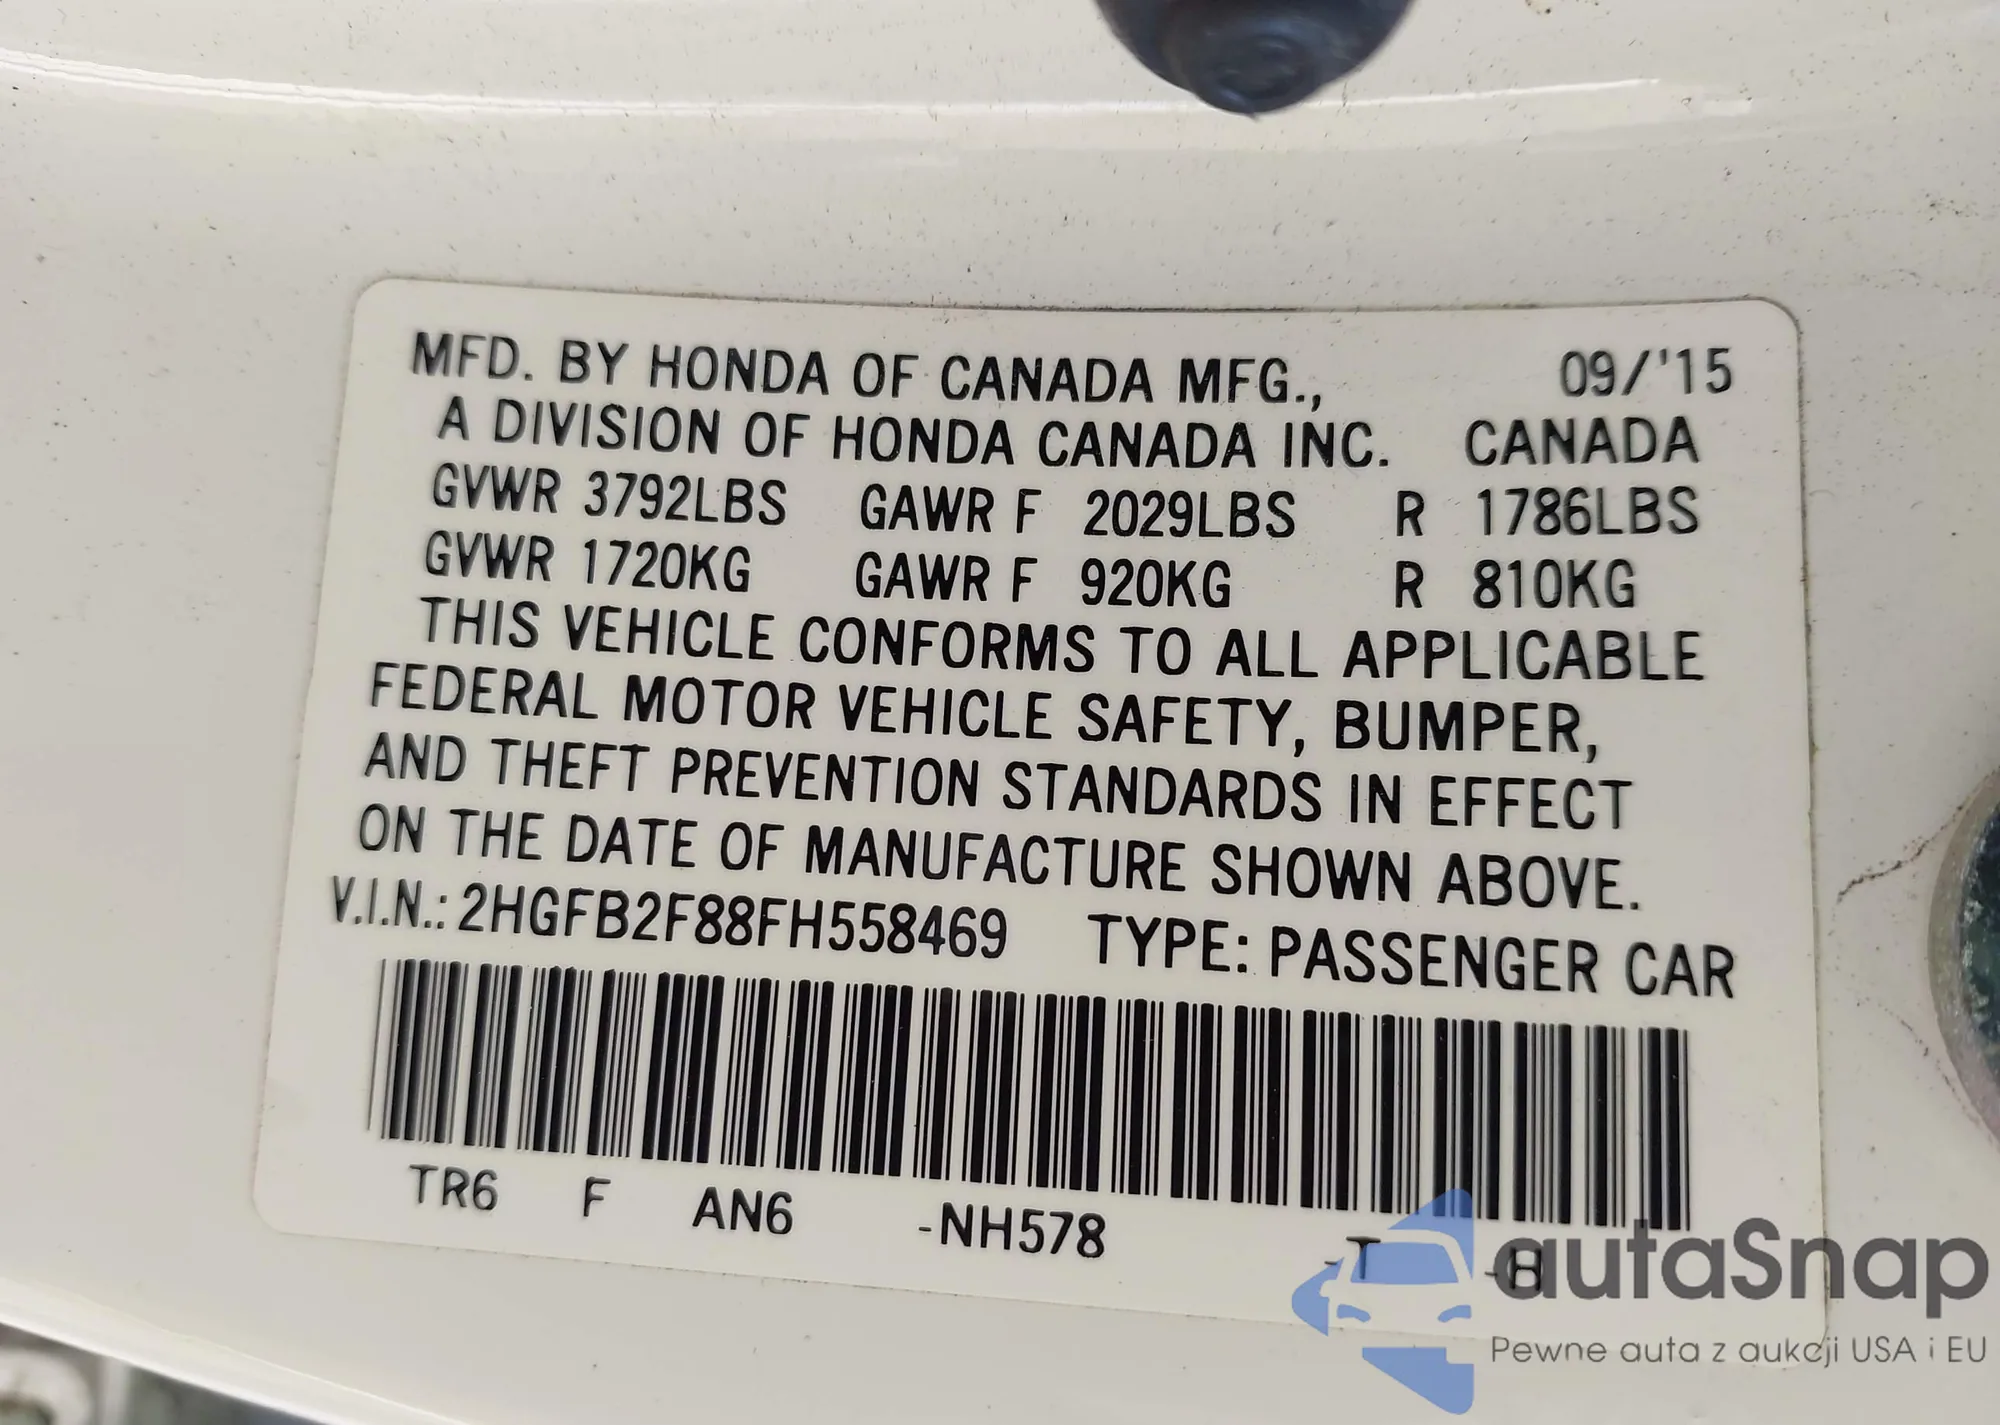 MFD. BY HONDA OF CANADA MFG., 09/'15
A DIVISION OF HONDA CANADA INC. CANADA
GVWR 3792LBS GAWR F 2029LBS R 1786LBS
GVWR 1720KG GAWR F 920KG R 810KG
THIS VEHICLE CONFORMS TO ALL APPLICABLE
FEDERAL MOTOR VEHICLE SAFETY, BUMPER,
AND THEFT PREVENTION STANDARDS IN EFFECT
ON THE DATE OF MANUFACTURE SHOWN ABOVE.
V.I.N.: 2HGFB2F88FH558469 TYPE: PASSENGER CAR
TR6 F AN6 -NH578 -T -H
autaSnap
Pewne auta z aukcji USA i EU